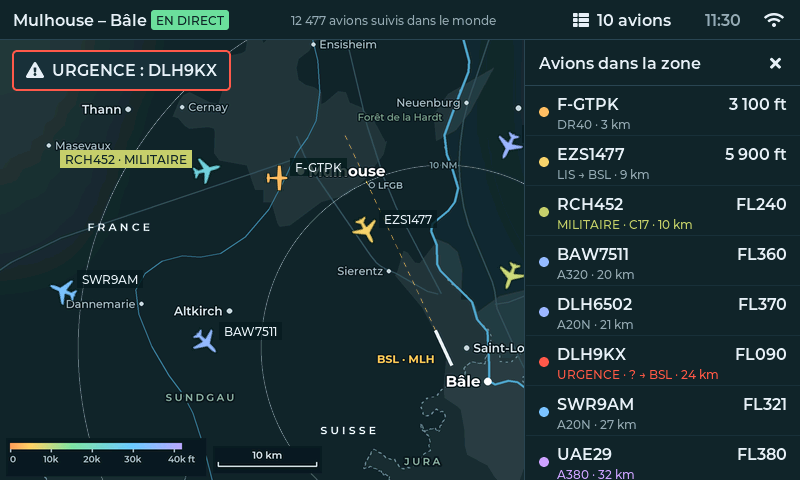 Mulhouse – Bâle EN DIRECT
12 477 avions suivis dans le monde
10 avions
11:30
URGENCE : DLH9KX
Ensisheim
Thann
Cernay
Neuenburg
Forêt de la Hardt
Masevaux
RCH452 · MILITAIRE
F-GTPK
ouse
10 NM
LFGB
FRANCE
EZS1477
Sierentz
SWR9AM
Dannemarie
Altkirch
BAW7511
BSL · MLH
Saint-Lo
Bâle
SUNDGAU
SUISSE
JURA
0 10k 20k 30k 40k ft
10 km
Avions dans la zone
F-GTPK 3 100 ft
DR40 · 3 km
EZS1477 5 900 ft
LIS → BSL · 9 km
RCH452 FL240
MILITAIRE · C17 · 10 km
BAW7511 FL360
A320 · 20 km
DLH6502 FL370
A20N · 21 km
DLH9KX FL090
URGENCE · ? → BSL · 24 km
SWR9AM FL321
A20N · 27 km
UAE29 FL380
A380 · 32 km